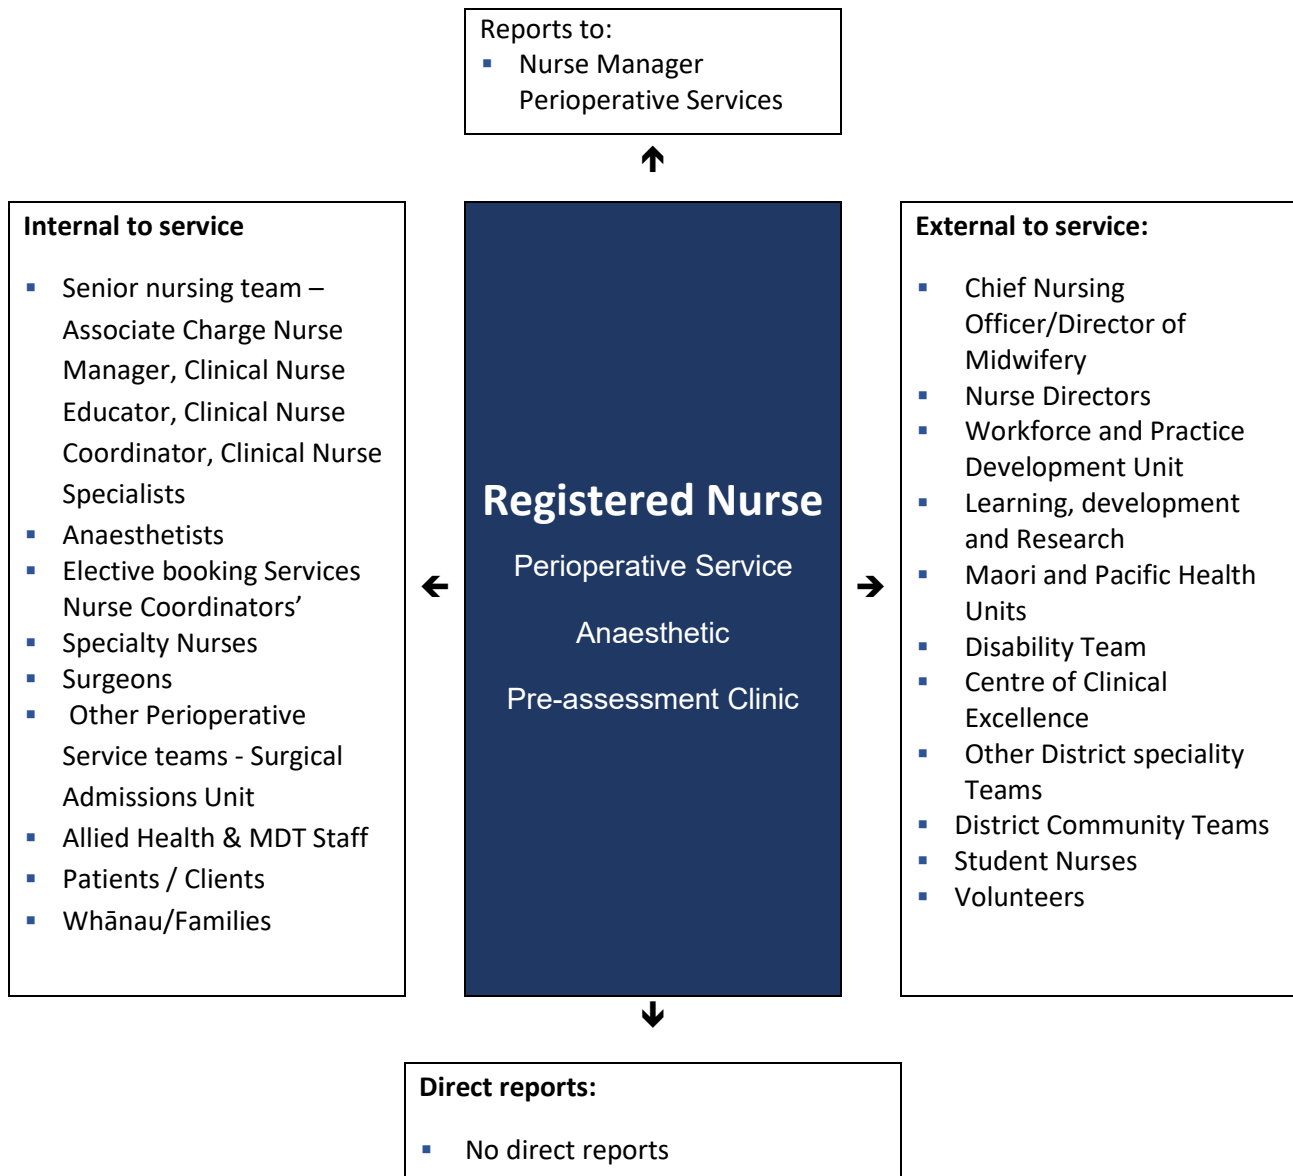 Reports to:
▪ Nurse Manager
Perioperative Services
Internal to service
▪ Senior nursing team –
Associate Charge Nurse
Manager, Clinical Nurse
Educator, Clinical Nurse
Coordinator, Clinical Nurse
Specialists
▪ Anaesthetists
▪ Elective booking Services
Nurse Coordinators’
▪ Specialty Nurses
▪ Surgeons
▪ Other Perioperative
Service teams - Surgical
Admissions Unit
▪ Allied Health & MDT Staff
▪ Patients / Clients
▪ Whānau/Families
Registered Nurse
Perioperative Service
Anaesthetic
Pre-assessment Clinic
External to service:
▪ Chief Nursing
Officer/Director of
Midwifery
▪ Nurse Directors
▪ Workforce and Practice
Development Unit
▪ Learning, development
and Research
▪ Maori and Pacific Health
Units
▪ Disability Team
▪ Centre of Clinical
Excellence
▪ Other District speciality
Teams
▪ District Community Teams
▪ Student Nurses
▪ Volunteers
Direct reports:
▪ No direct reports